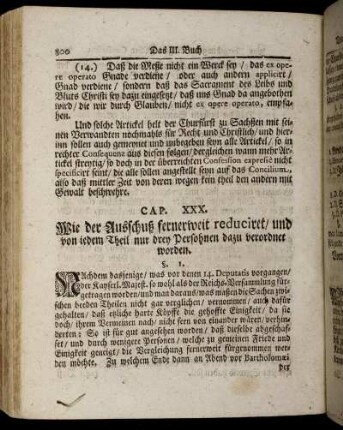 800
Das III. Buch
(14.) Daß die Messe nicht ein Werck sey / das ex ope-
re operato Gnade verdiene / oder auch andern applicirt /
Gnad verdiene / sondern daß das Sacrament des Leibs und
Bluts Christi sey dazu eingesetzt / daß uns Gnad da angebothen
wird / die wir durch Glauben / nicht ex opere operato, empfa-
hen.
Und solche Artickel helt der Churfürst zu Sachssen mit sei-
nen Verwandten nochmahls für Recht und Christlich / und hier-
inn sollen auch gemeynet und umbgeben seyn alle Artickel / so in
rechter Consequunz aus diesen folgen / dergleichen wann mehr Ar-
tickel streytig / so doch in der überreichten Confession expressè nicht
specificirt seind / die alle sollen angestellt seyn auf das Concilium,
also daß mittler Zeit von deren wegen kein theil den andern mit
Gewalt beschwehre.
CAP. XXX.
Wie der Ausschuß fernerweit reduciret / und
von iedem Theil nur drey Persohnen dazu verordnet
worden.
§. 1.
Nachdem dasjenige / was vor denen 14. Deputatis vorgangen /
der Kayserl. Majest. so wohl als der Reichs-Versammlung für-
getragen worden / und man daraus / was massen die Sachen zwi-
schen beeden Theilen nicht gar verglichen / vernommen / auch dafür
gehalten / daß etliche harte Köpffe die gehoffte Einigkeit / da sie
doch / ihrem Vermeinen nach / nicht fern von einander wären / verhin-
derten: So ist für gut angesehen worden / daß dieselbe abgeschaf-
fet / und durch wenigere Personen / welche zu gemeinen Friede und
Einigkeit geneigt / die Vergleichung fernerweit fürgenommen wer-
den möchte. Zu welchem Ende dann an Abend vor Bartholomæi
der